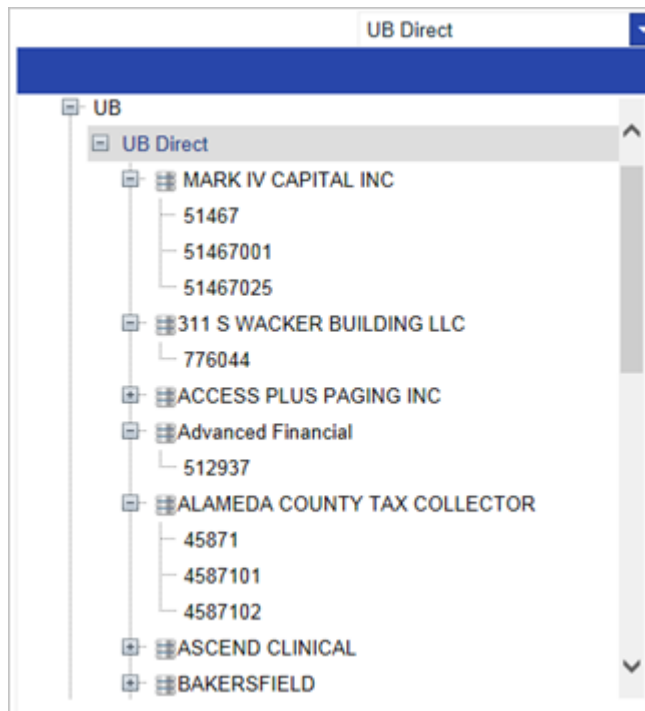 UB Direct
UB
UB Direct
MARK IV CAPITAL INC
51467
51467001
51467025
311 S WACKER BUILDING LLC
776044
ACCESS PLUS PAGING INC
Advanced Financial
512937
ALAMEDA COUNTY TAX COLLECTOR
45871
4587101
4587102
ASCEND CLINICAL
BAKERSFIELD